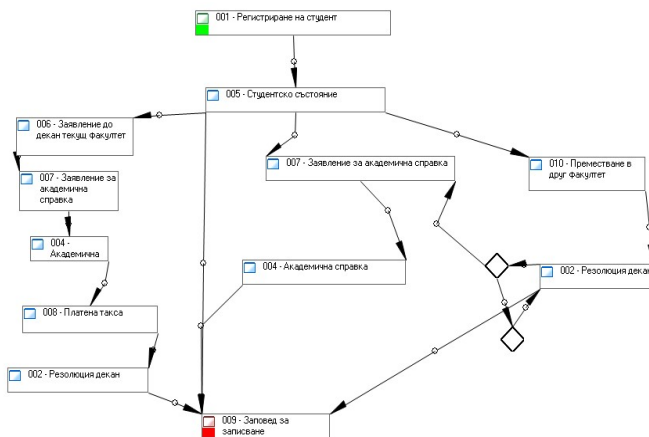 001 - Регистриране на студент
005 - Студентско състояние
006 - Заявление до
декан текущ факултет
007 - Заявление за академична справка
010 - Преместване в
друг факултет
007 - Заявление за
академична
справка
004 -
Академична
004 - Академична справка
002 - Резолюция декан
008 - Платена такса
002 - Резолюция декан
009 - Заповед за
записване